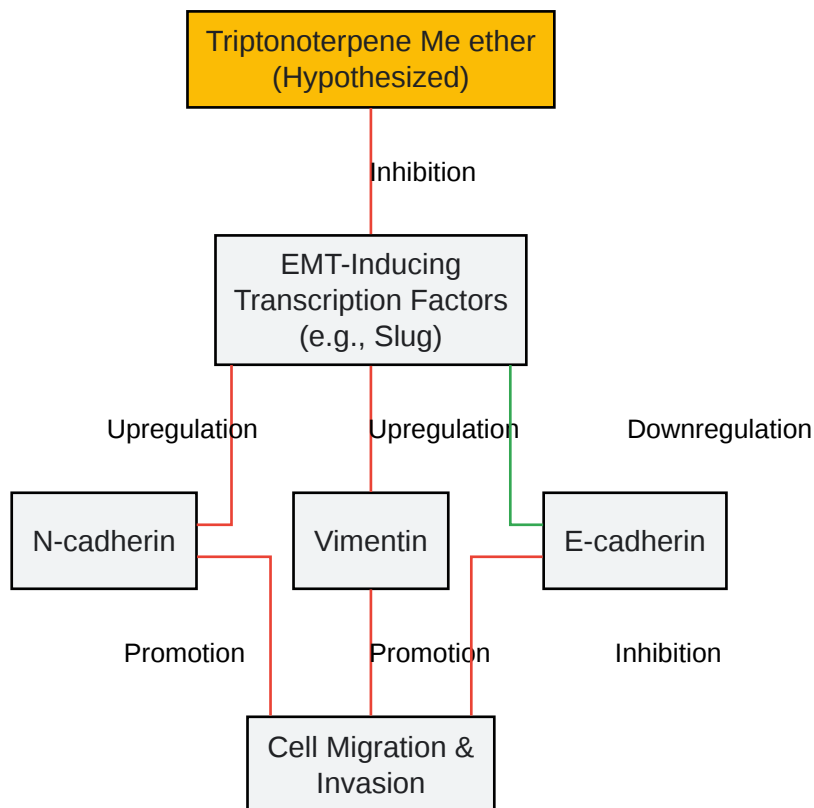 Triptonoterpene Me ether
(Hypothesized)
Inhibition
EMT-Inducing
Transcription Factors
(e.g., Slug)
Upregulation
Upregulation
Downregulation
N-cadherin
Vimentin
E-cadherin
Promotion
Promotion
Inhibition
Cell Migration &
Invasion